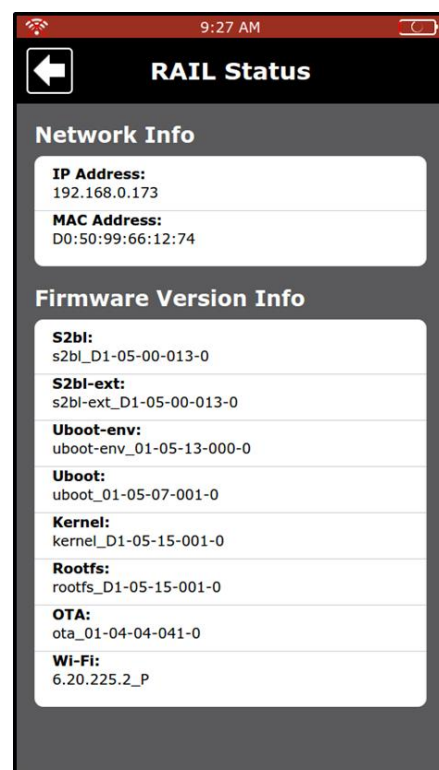 9:27 AM
RAIL Status
Network Info
IP Address:
192.168.0.173
MAC Address:
D0:50:99:66:12:74
Firmware Version Info
S2bl:
s2bl_D1-05-00-013-0
S2bl-ext:
s2bl-ext_D1-05-00-013-0
Uboot-env:
uboot-env_01-05-13-000-0
Uboot:
uboot_01-05-07-001-0
Kernel:
kernel_D1-05-15-001-0
Rootfs:
rootfs_D1-05-15-001-0
OTA:
ota_01-04-04-041-0
Wi-Fi:
6.20.225.2_P